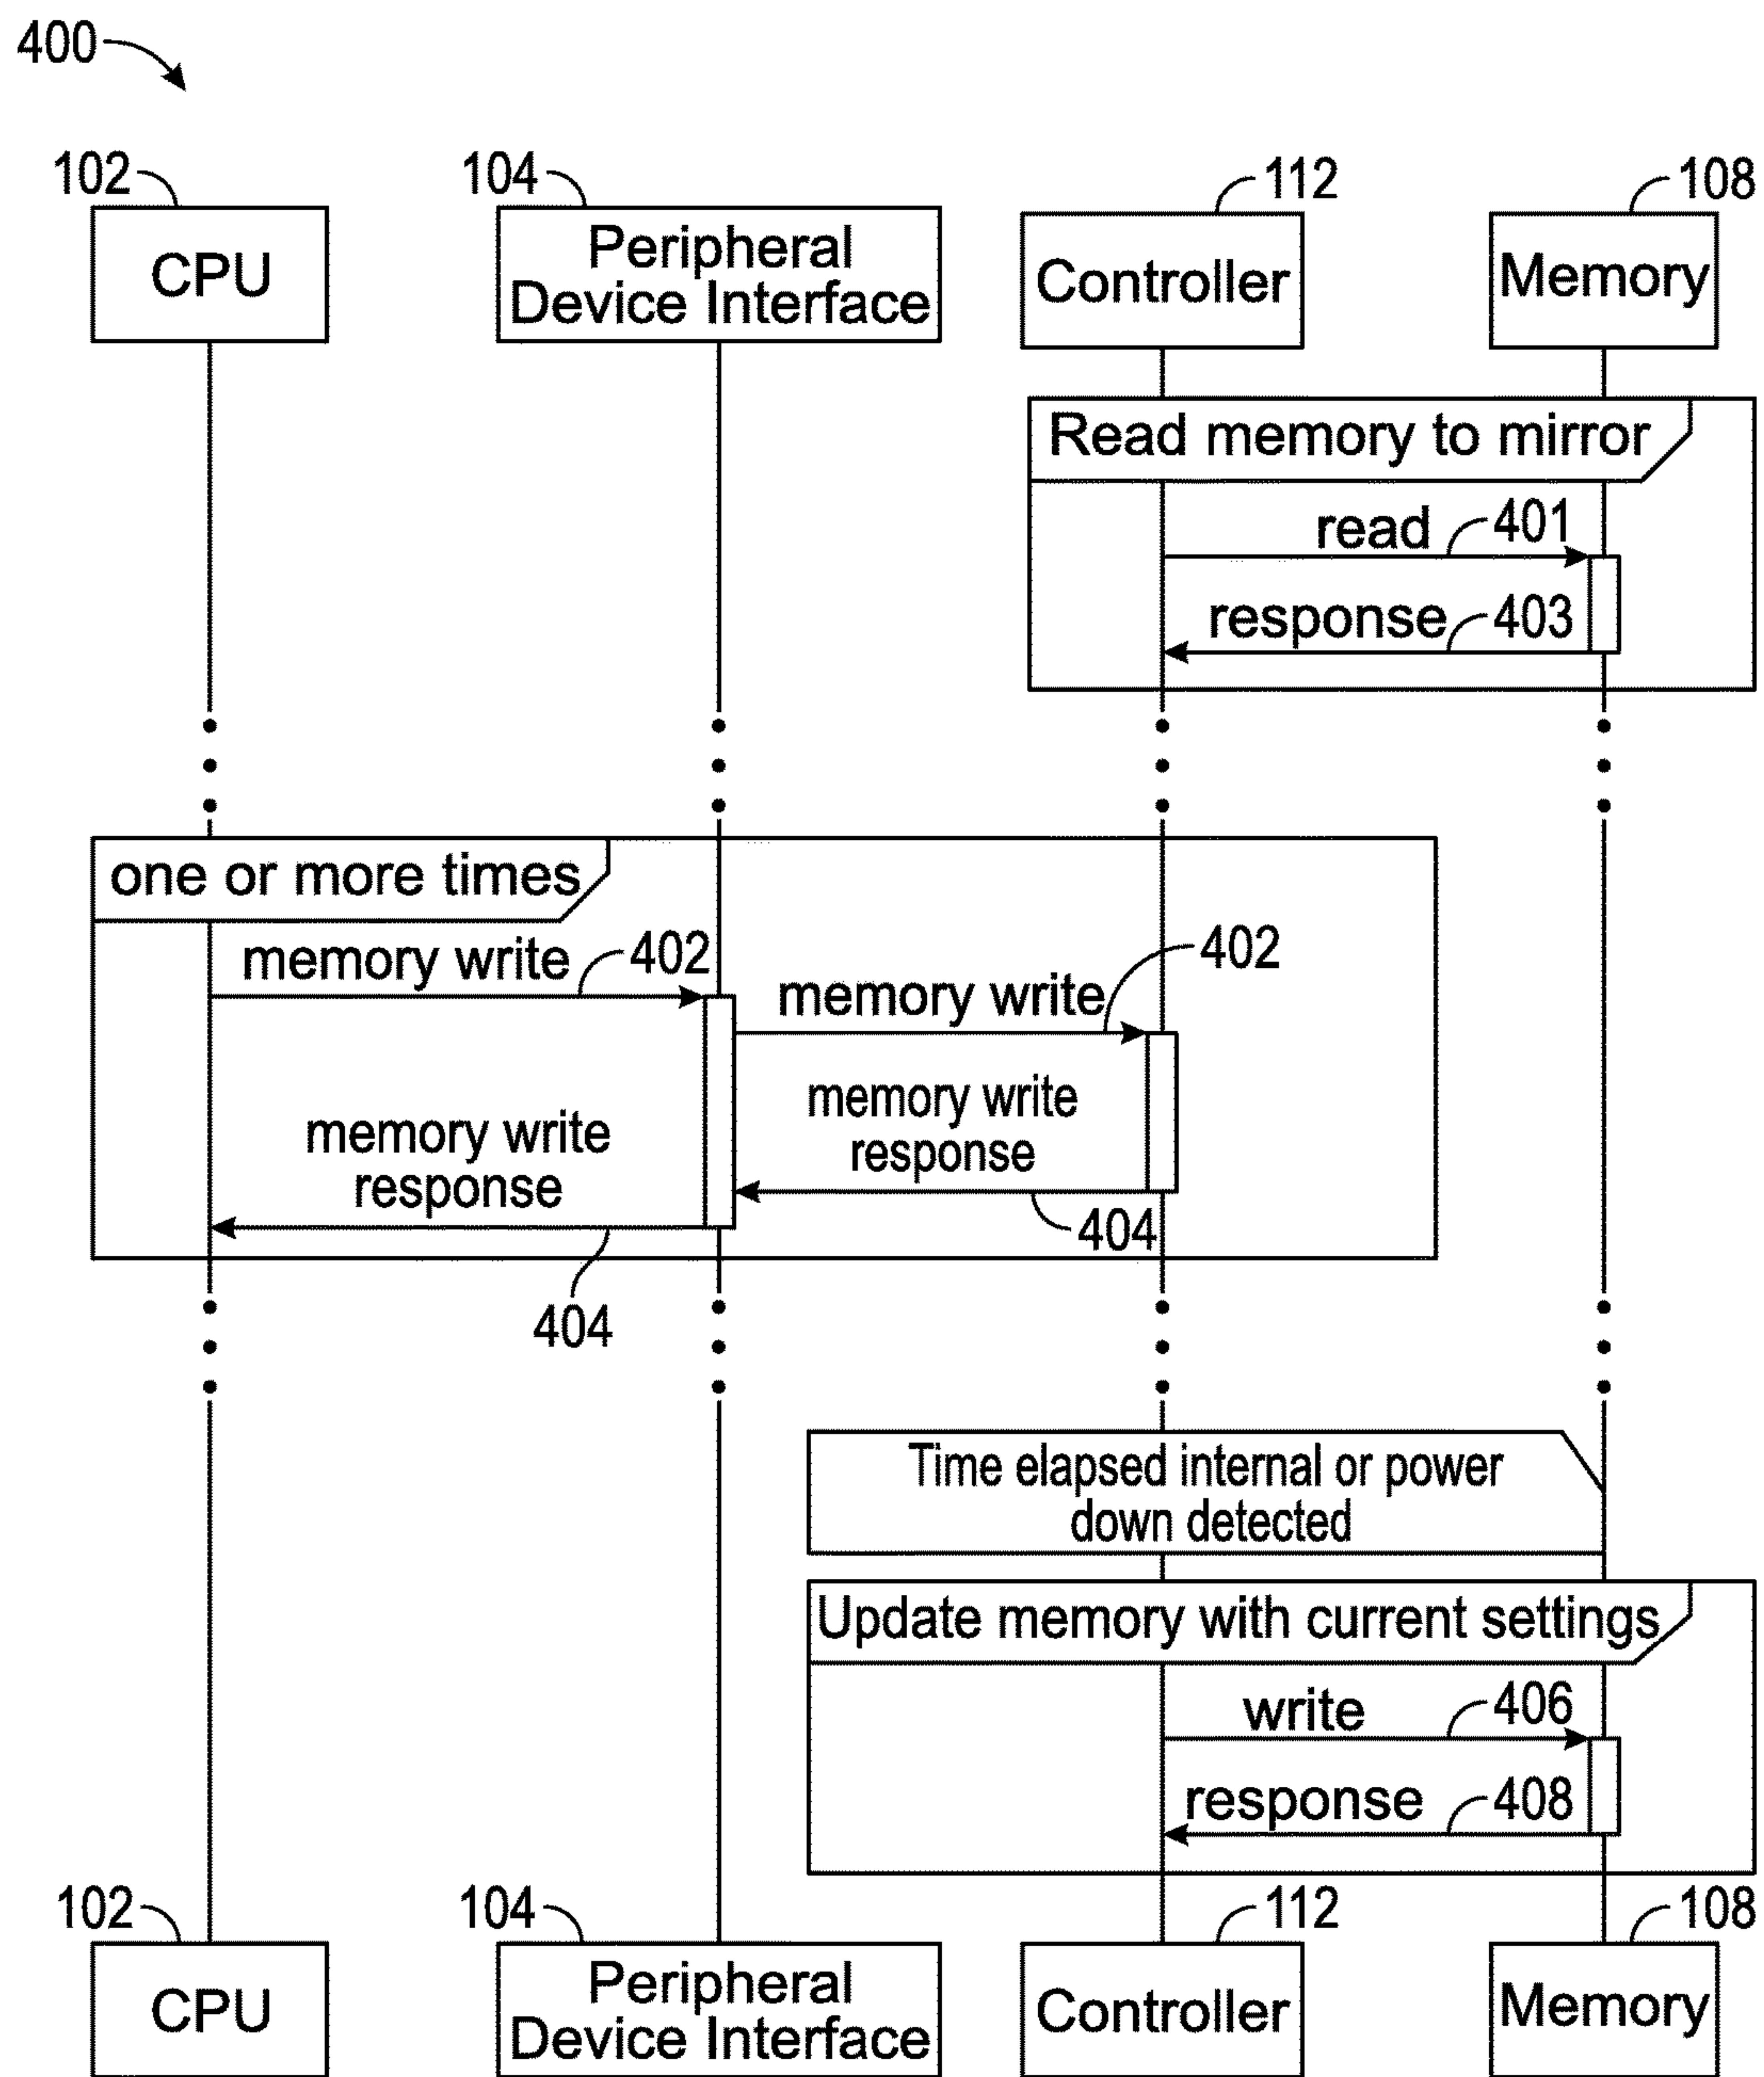 400
102
104
112
108
CPU
Peripheral
Device Interface
Controller
Memory
Read memory to mirror
read
401
response
403
one or more times
memory write
402
memory write
402
memory write
response
404
memory write
response
404
Time elapsed internal or power
down detected
Update memory with current settings
write
406
response
408
102
104
112
108
CPU
Peripheral
Device Interface
Controller
Memory